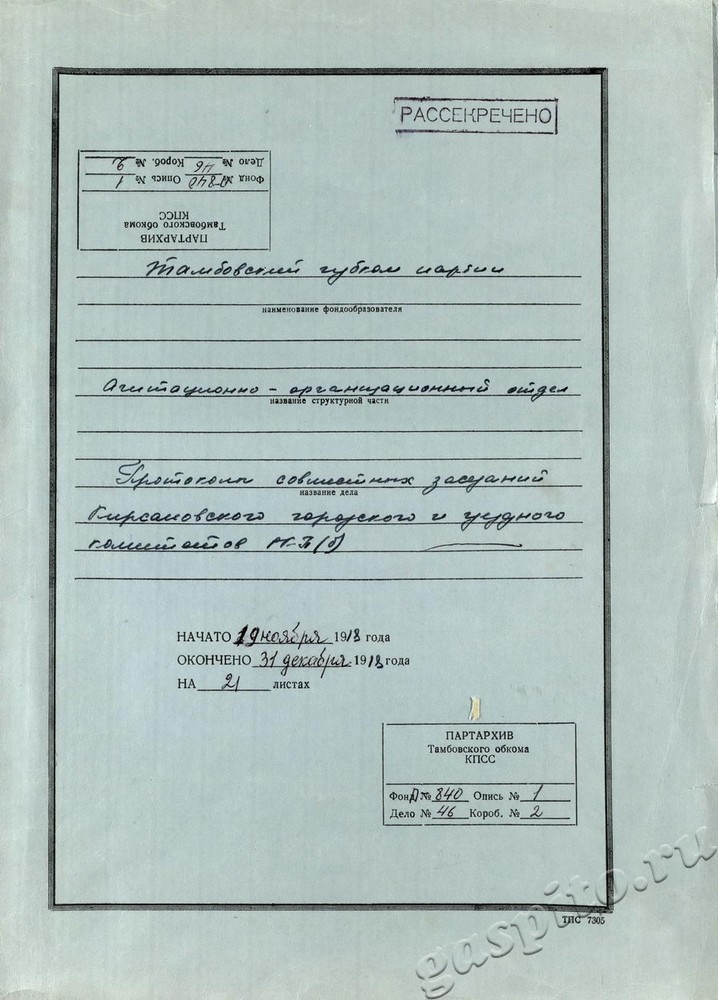 РАССЕКРЕЧЕНО
ПАРТАРХИВ
Тамбовского обкома
КПСС
Фонд № П-840 Опись № 1
Дело № 46 Короб. № 2
Тамбовский губком партии
наименование фондообразователя
Агитационно - организационный отдел
название структурной части
Протоколы совместных заседаний
название дела
Кирсановского городского и уездного
комитетов РКП(б)
НАЧАТО 19 ноября 1918 года
ОКОНЧЕНО 31 декабря 1918 года
НА 21 листах
ПАРТАРХИВ
Тамбовского обкома
КПСС
Фонд П № 840 Опись № 1
Дело № 46 Короб. № 2
ТПС 7305
gaspito.ru